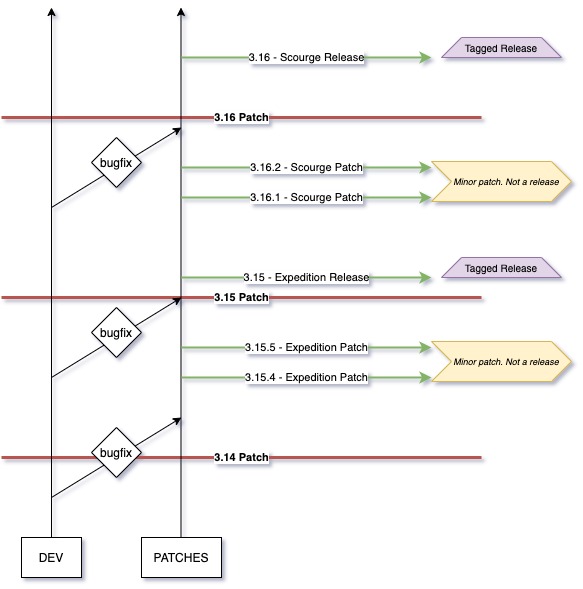 3.16 - Scourge Release
Tagged Release
3.16 Patch
bugfix
3.16.2 - Scourge Patch
Minor patch. Not a release
3.16.1 - Scourge Patch
3.15 - Expedition Release
Tagged Release
3.15 Patch
bugfix
3.15.5 - Expedition Patch
Minor patch. Not a release
3.15.4 - Expedition Patch
bugfix
3.14 Patch
DEV
PATCHES